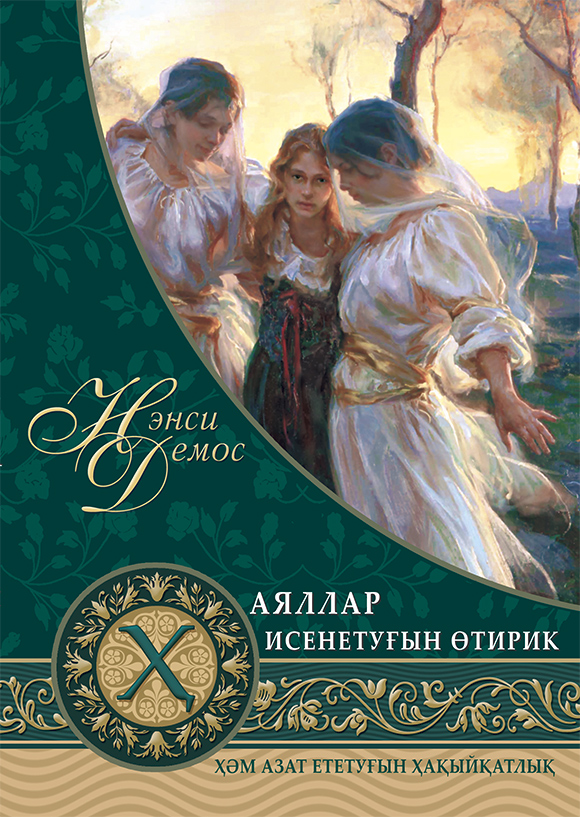 Нэнси
Демос
АЯЛЛАР
ИСЕНЕТУҒЫН ӨТИРИК
Х
ҲӘМ АЗАТ ЕТЕТУҒЫН ҲАҚЫЙҚАТЛЫҚ